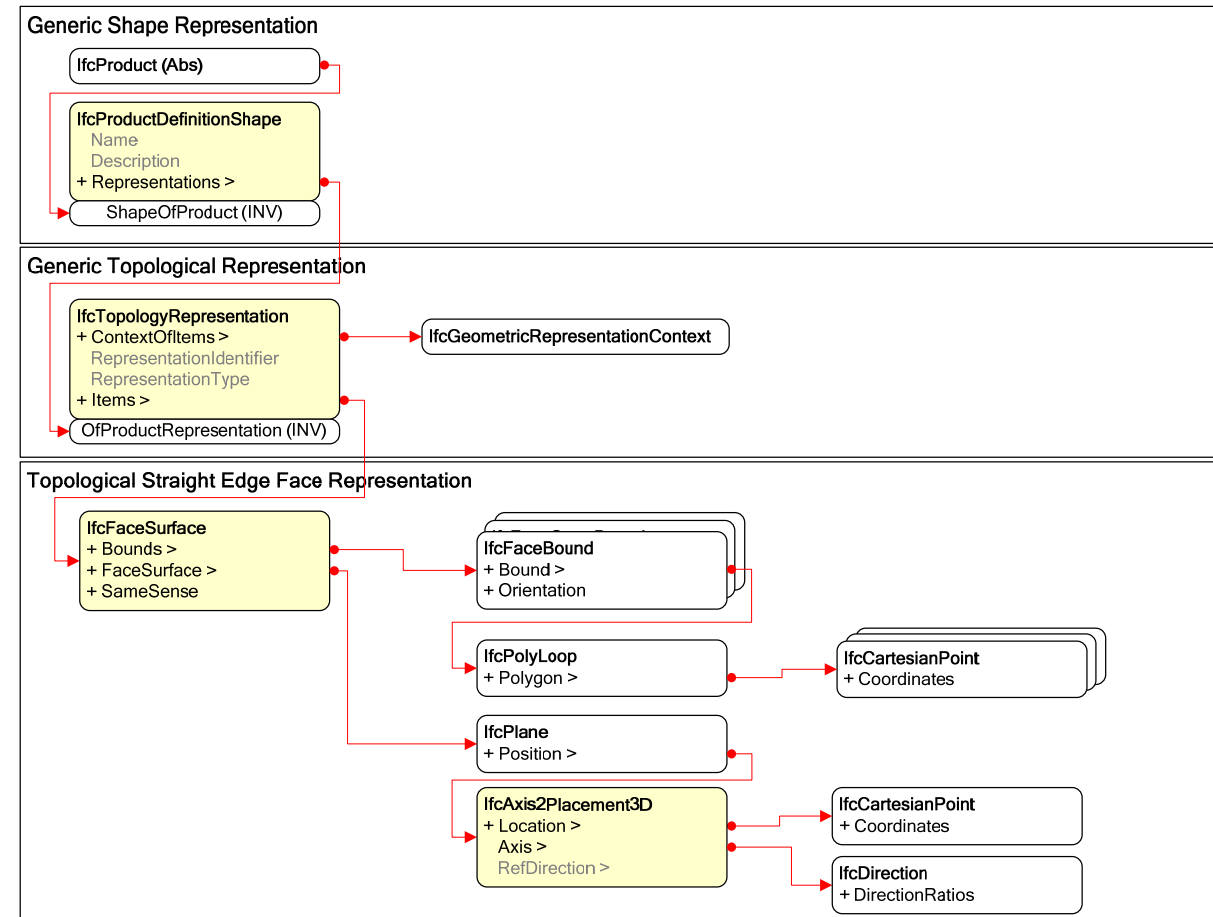 Generic Shape Representation
IfcProduct (Abs)
IfcProductDefinitionShape
Name
Description
+ Representations >
ShapeOfProduct (INV)
Generic Topological Representation
IfcTopologyRepresentation
+ ContextOfItems >
RepresentationIdentifier
RepresentationType
+ Items >
OfProductRepresentation (INV)
IfcGeometricRepresentationContext
Topological Straight Edge Face Representation
IfcFaceSurface
+ Bounds >
+ FaceSurface >
+ SameSense
IfcFaceBound
+ Bound >
+ Orientation
IfcPolyLoop
+ Polygon >
IfcCartesianPoint
+ Coordinates
IfcPlane
+ Position >
IfcAxis2Placement3D
+ Location >
Axis >
RefDirection >
IfcCartesianPoint
+ Coordinates
IfcDirection
+ DirectionRatios